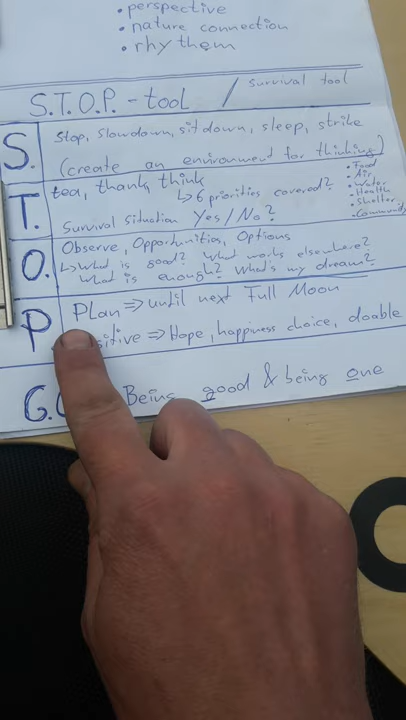 • perspective
• nature connection
• rhythem
S.T.O.P. - tool / Survival tool
S. Stop, Slowdown, sit down, sleep, strike
(create an environment for thinking)
T. tea, thank, think
↳ 6 priorities covered?
• Food
• Air
• Water
• Health
• Shelter
• Community
Survival situation Yes/No?
O. Observe, Opportunities, Options
↳ What is good? What works elsewhere?
What is enough? What's my dream?
P PLan ⇒ until next Full Moon
⇒ Hope, happiness choice, doable
G. Being good & being one